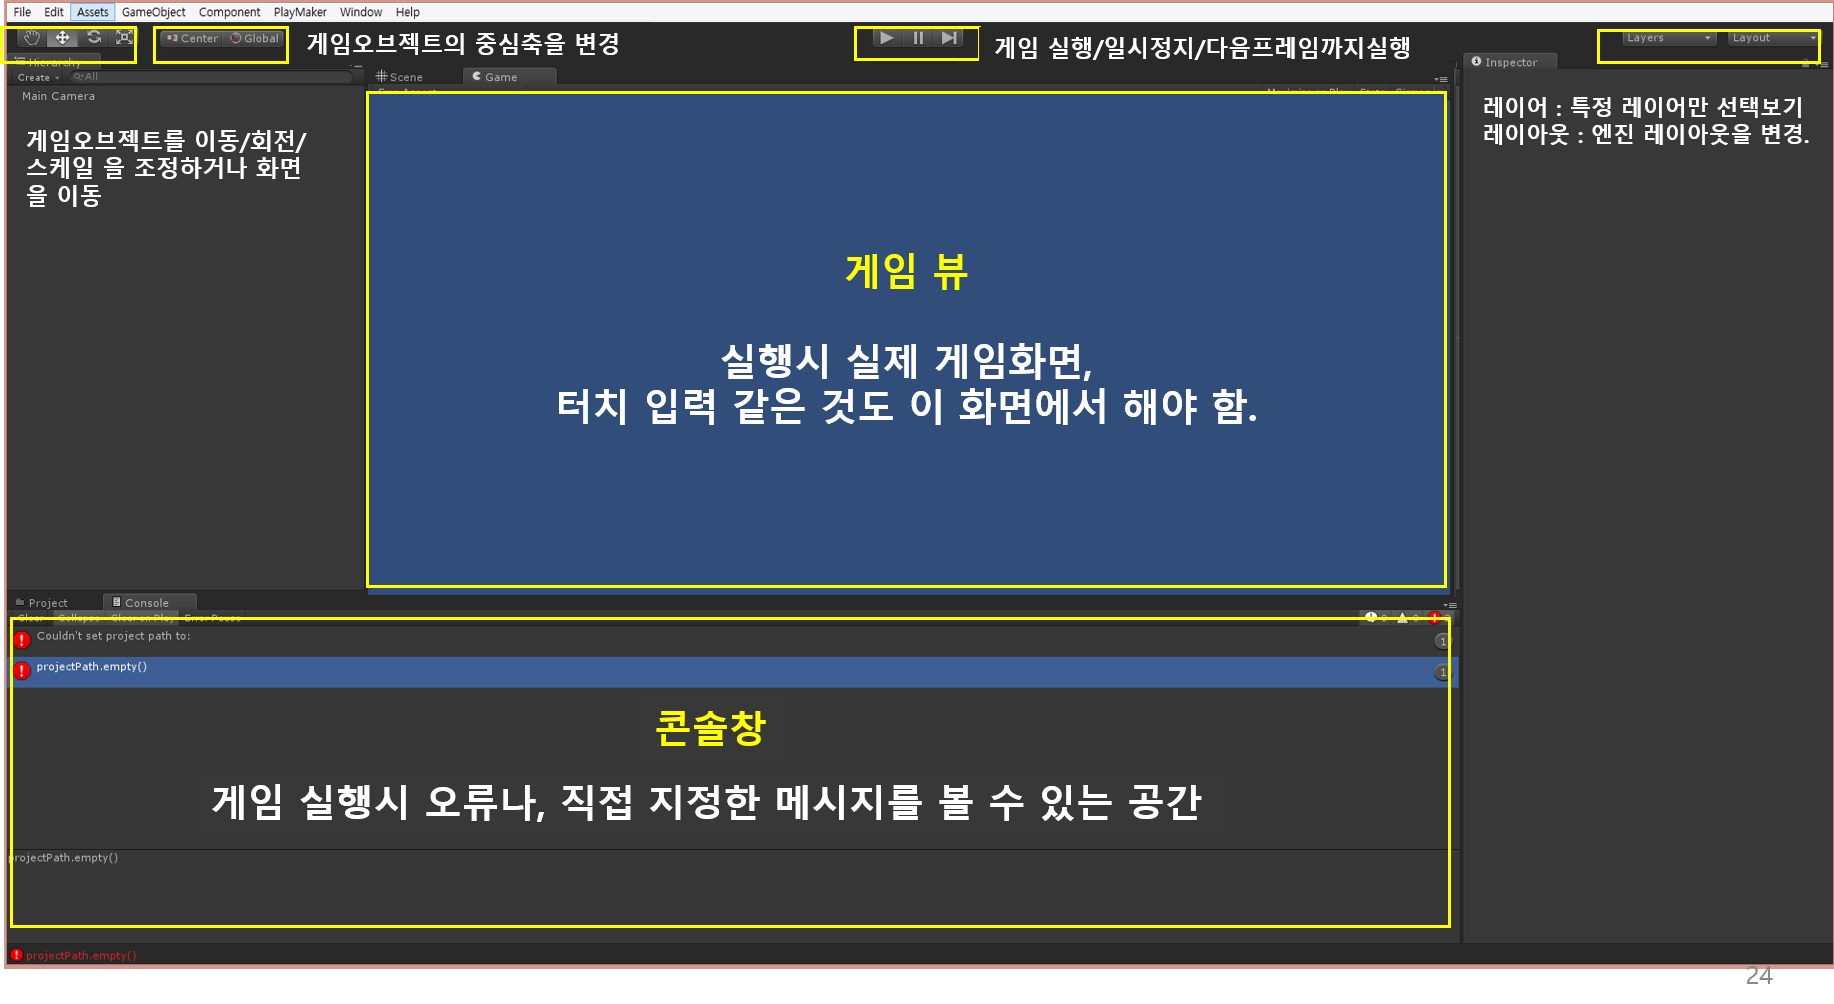 File Edit Assets GameObject Component PlayMaker Window Help
Center Global
게임오브젝트의 중심축을 변경
게임 실행/일시정지/다음프레임까지실행
Layers Layout
Hierarchy
Create All
Scene Game
Inspector
Main Camera
게임오브젝트를 이동/회전/
스케일 을 조정하거나 화면
을 이동
레이어 : 특정 레이어만 선택보기
레이아웃 : 엔진 레이아웃을 변경.
게임 뷰
실행시 실제 게임화면,
터치 입력 같은 것도 이 화면에서 해야 함.
Project Console
Clear Collapse Clear on Play Error Pause
Couldn't set project path to:
1
projectPath.empty()
1
콘솔창
게임 실행시 오류나, 직접 지정한 메시지를 볼 수 있는 공간
projectPath.empty()
projectPath.empty()
24